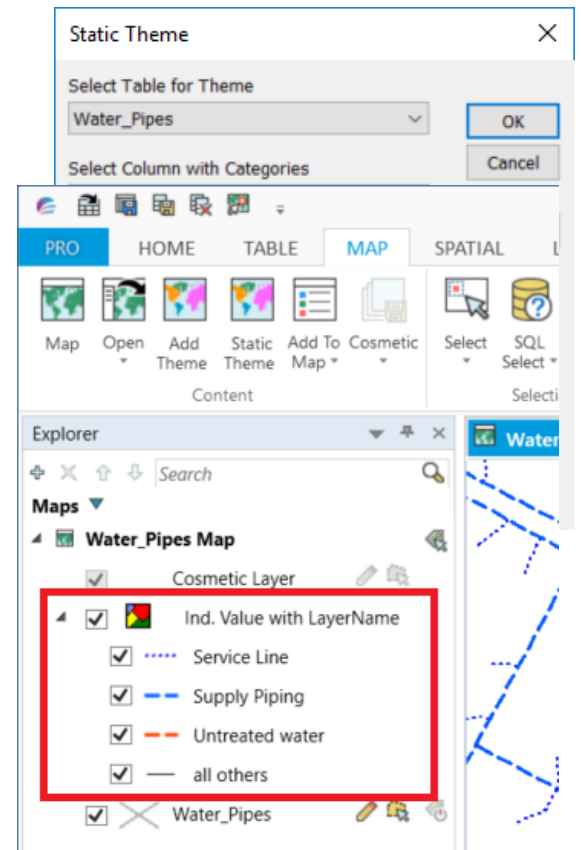 Static Theme
Select Table for Theme
Water_Pipes
OK
Select Column with Categories
Cancel
PRO HOME TABLE MAP SPATIAL
Map Open Add Theme Static Theme Add To Map Cosmetic Select SQL Select
Content
Explorer
Search
Water
Maps
Water_Pipes Map
Cosmetic Layer
Ind. Value with LayerName
Service Line
Supply Piping
Untreated water
all others
Water_Pipes